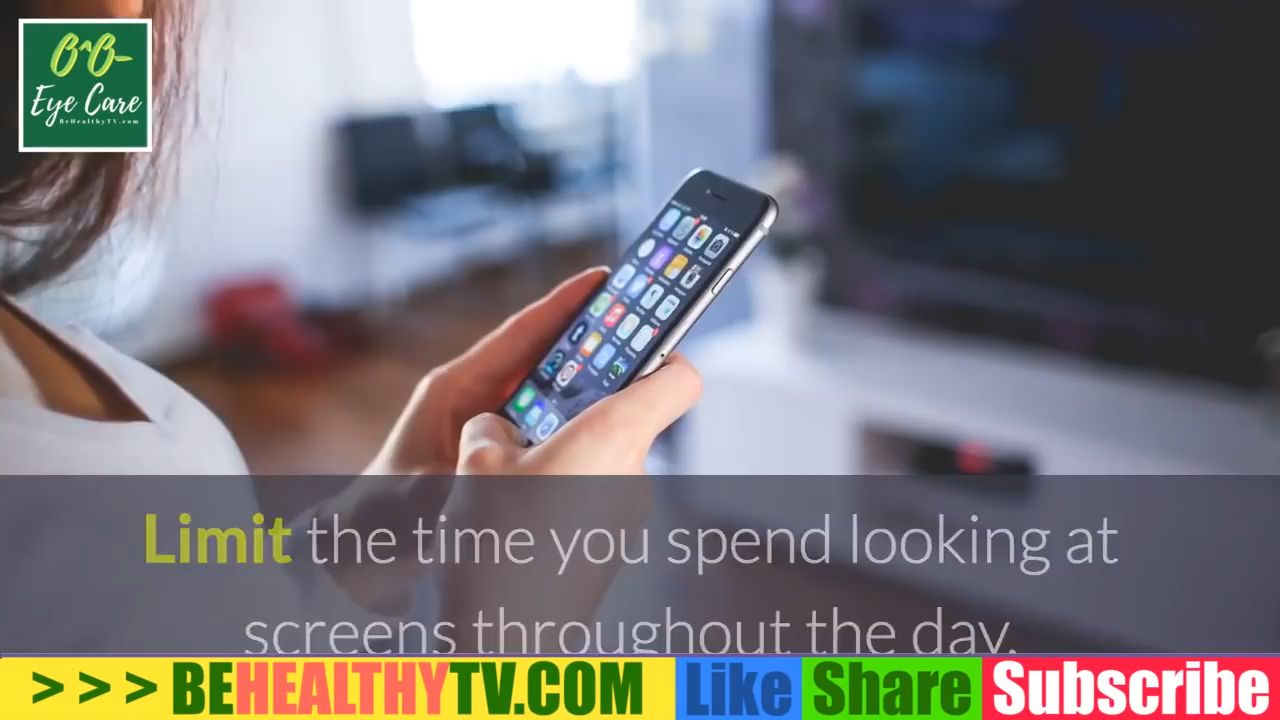 Eye Care
BeHealthyTV.com
Limit the time you spend looking at
screens throughout the day.
> > > BEHEALTHYTV.COM Like Share Subscribe